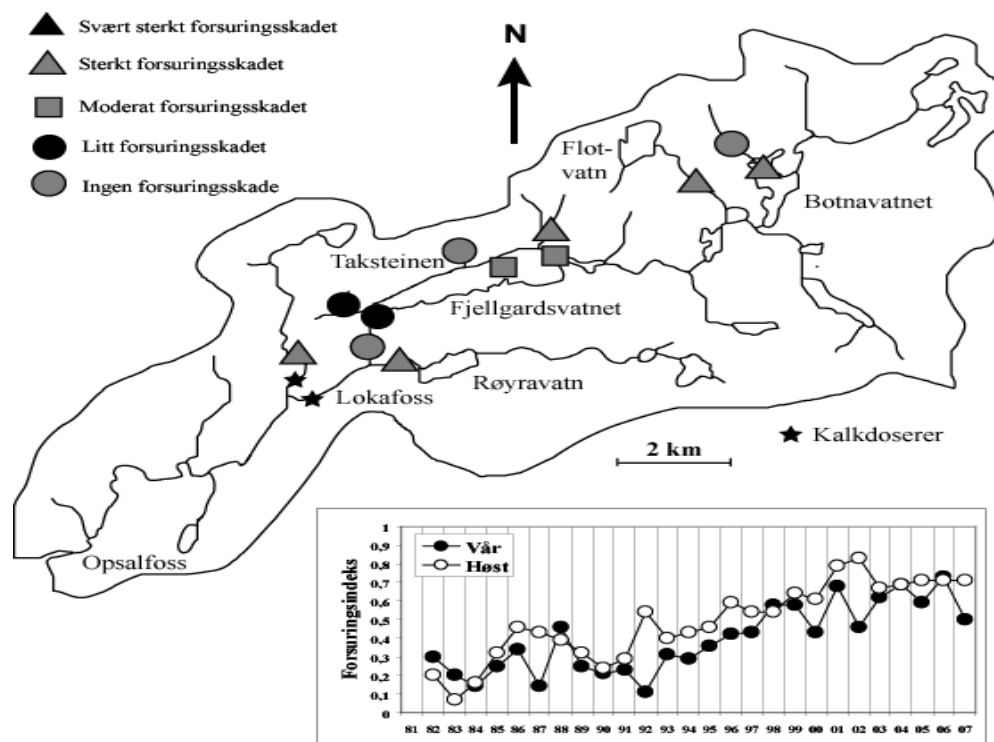 Svært sterkt forsuringsskadet
Sterkt forsuringsskadet
Moderat forsuringsskadet
Litt forsuringsskadet
Ingen forsuringsskade
N
Flot-
vatn
Botnavatnet
Taksteinen
Fjellgardsvatnet
Røyravatn
Lokafoss
Kalkdoserer
2 km
Opsalfoss
Forsuringsindeks
1
0,9
0,8
0,7
0,6
0,5
0,4
0,3
0,2
0,1
0
Vår
Høst
81 82 83 84 85 86 87 88 89 90 91 92 93 94 95 96 97 98 99 00 01 02 03 04 05 06 07